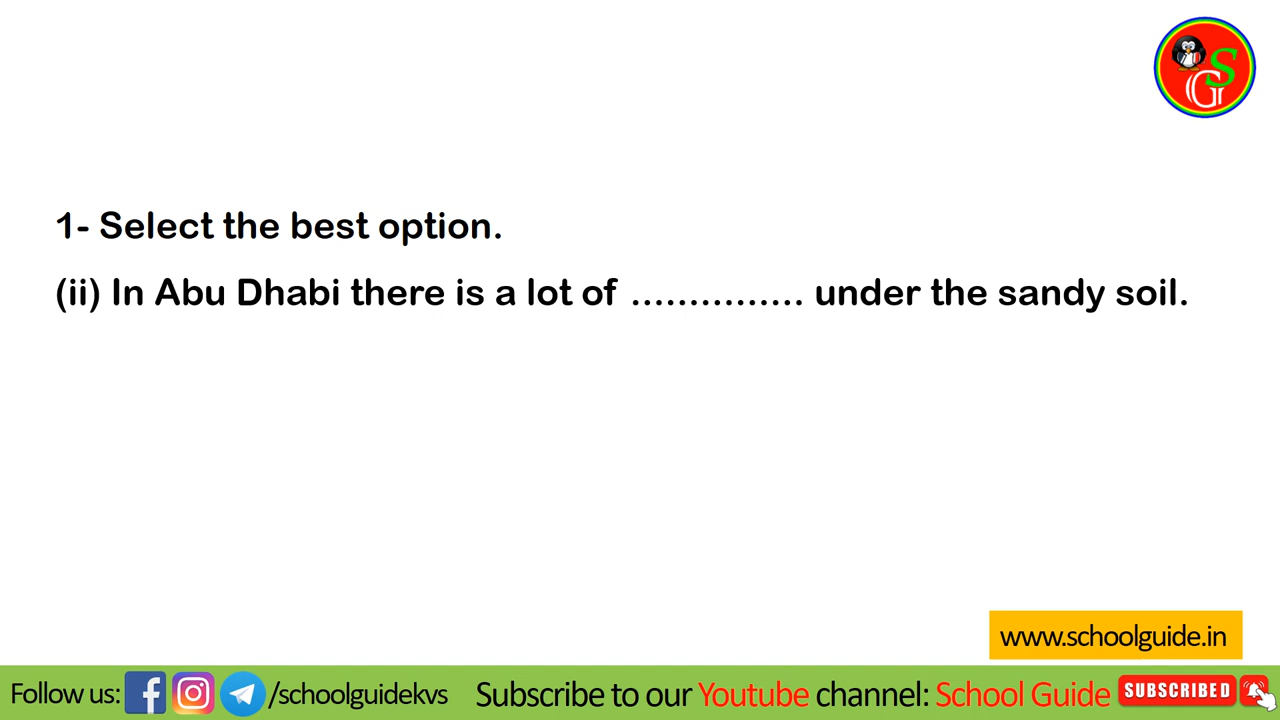 S
G
1- Select the best option.
(ii) In Abu Dhabi there is a lot of ............... under the sandy soil.
www.schoolguide.in
Follow us: /schoolguidekvs Subscribe to our Youtube channel: School Guide SUBSCRIBED